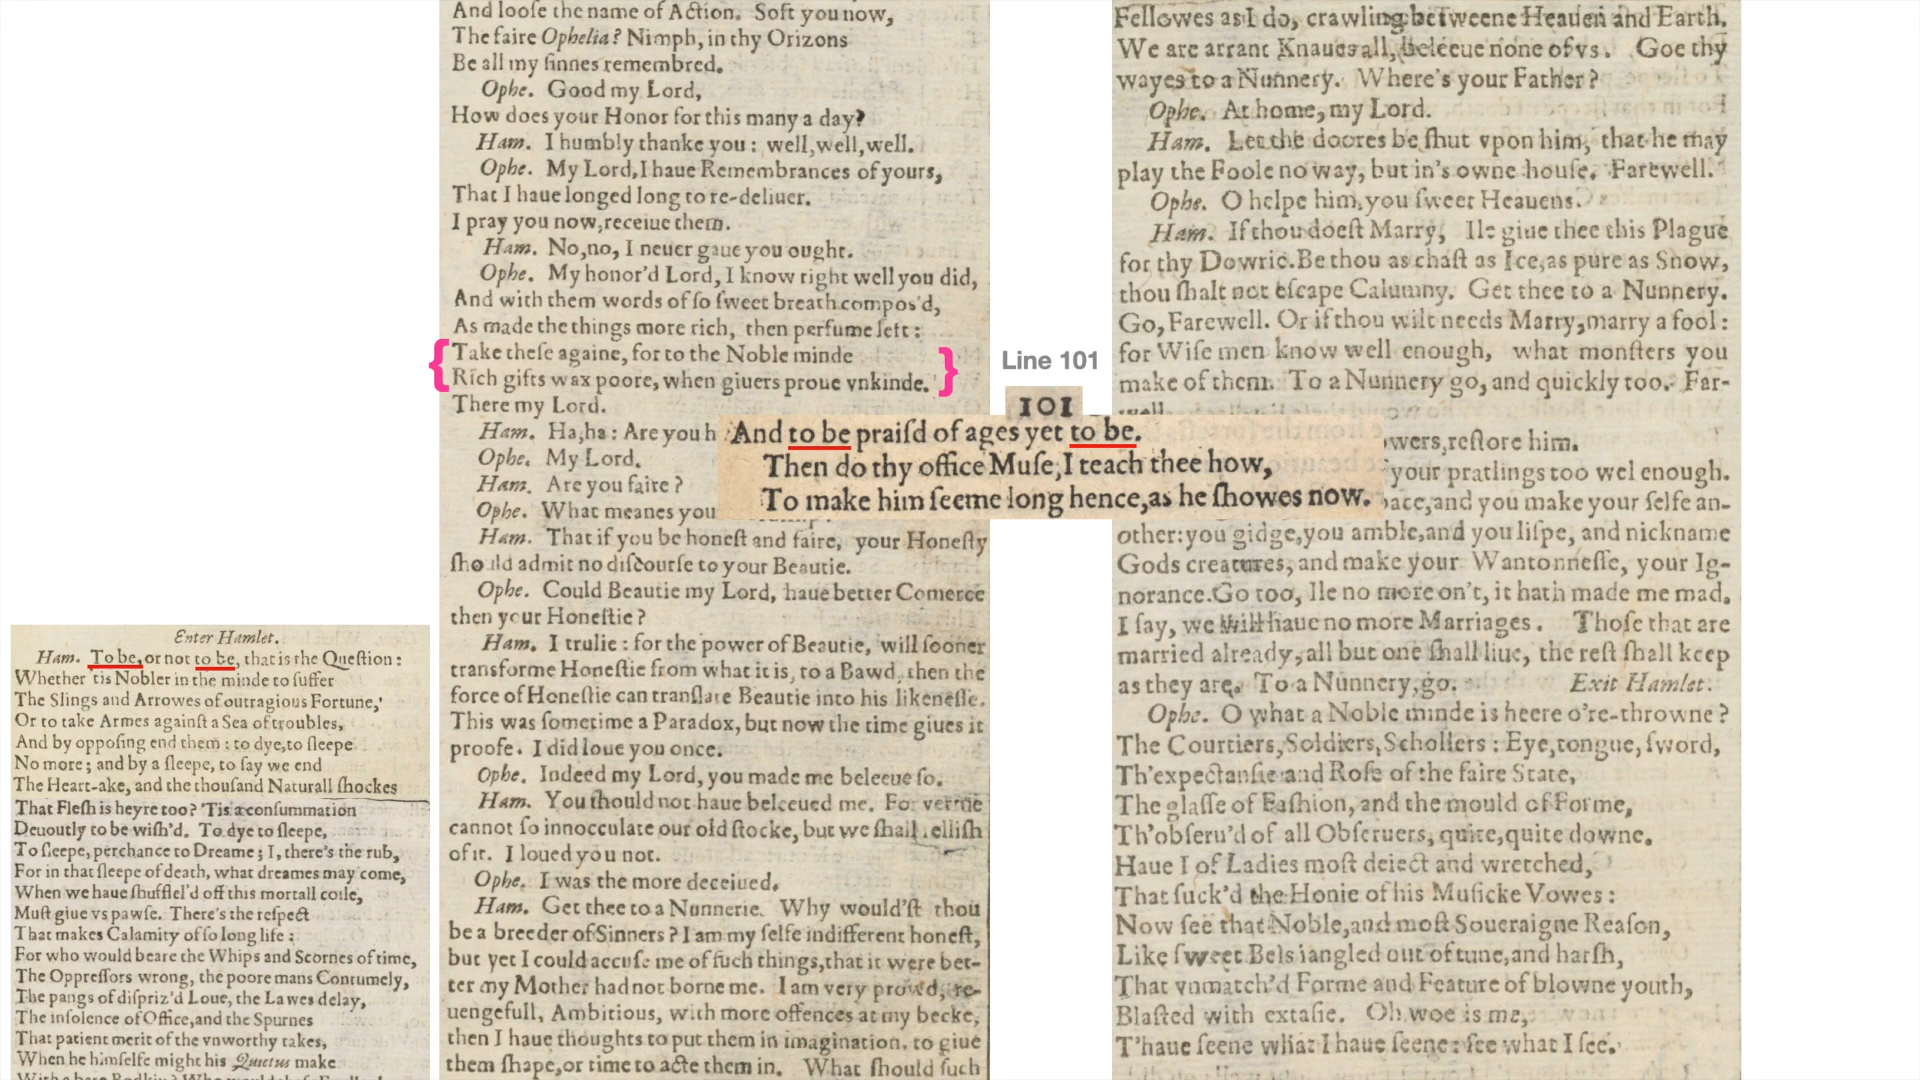 Enter Hamlet.
Ham. To be, or not to be, that is the Question:
Whether 'tis Nobler in the minde to suffer
The Slings and Arrowes of outragious Fortune,
Or to take Armes against a Sea of troubles,
And by opposing end them: to dye, to sleepe
No more; and by a sleepe, to say we end
The Heart-ake, and the thousand Naturall shockes
That Flesh is heyre too? 'Tis a consummation
Deuoutly to be wish'd. To dye to sleepe,
To sleepe, perchance to Dreame; I, there's the rub,
For in that sleepe of death, what dreames may come,
When we haue shuffel'd off this mortall coile,
Must giue vs pawse. There's the respect
That makes Calamity of so long life:
For who would beare the Whips and Scornes of time,
The Oppressors wrong, the poore mans Contumely,
The pangs of dispriz'd Loue, the Lawes delay,
The insolence of Office, and the Spurnes
That patient merit of the vnworthy takes,
When he himselfe might his Quietus make
And loose the name of Action. Soft you now,
The faire Ophelia? Nimph, in thy Orizons
Be all my sinnes remembred.
Ophe. Good my Lord,
How does your Honor for this many a day?
Ham. I humbly thanke you: well, well, well.
Ophe. My Lord, I haue Remembrances of yours,
That I haue longed long to re-deliuer.
I pray you now, receiue them.
Ham. No, no, I neuer gaue you ought.
Ophe. My honor'd Lord, I know right well you did,
And with them words of so sweet breath compos'd,
As made the things more rich, then perfume left:
{ Take these againe, for to the Noble minde
Rich gifts wax poore, when giuers proue vnkinde. }
There my Lord.
Ham. Ha, ha: Are you h
Ophe. My Lord.
Ham. Are you faire?
Ophe. What meanes you
Ham. That if you be honest and faire, your Honesty
should admit no discourse to your Beautie.
Ophe. Could Beautie my Lord, haue better Comerce
then your Honestie?
Ham. I trulie: for the power of Beautie, will sooner
transforme Honestie from what it is, to a Bawd, then the
force of Honestie can translate Beautie into his likenesse.
This was sometime a Paradox, but now the time giues it
proofe. I did loue you once.
Ophe. Indeed my Lord, you made me beleeue so.
Ham. You should not haue beleeued me. For vertue
cannot so innocculate our old stocke, but we shall rellish
of it. I loued you not.
Ophe. I was the more deceiued.
Ham. Get thee to a Nunnerie. Why would'st thou
be a breeder of Sinners? I am my selfe indifferent honest,
but yet I could accuse me of such things, that it were bet-
ter my Mother had not borne me. I am very prowd, re-
uengefull, Ambitious, with more offences at my becke,
then I haue thoughts to put them in imagination, to giue
them shape, or time to acte them in. What should such
Line 101
101
And to be praisd of ages yet to be.
Then do thy office Muse, I teach thee how,
To make him seeme long hence, as he showes now.
Fellowes as I do, crawling betweene Heauen and Earth.
We are arrant Knaues all, beleeue none of vs. Goe thy
wayes to a Nunnery. Where's your Father?
Ophe. At home, my Lord.
Ham. Let the doores be shut vpon him, that he may
play the Foole no way, but in's owne house. Farewell.
Ophe. O helpe him, you sweet Heauens.
Ham. If thou doest Marry, Ile giue thee this Plague
for thy Dowrie. Be thou as chast as Ice, as pure as Snow,
thou shalt not escape Calumny. Get thee to a Nunnery.
Go, Farewell. Or if thou wilt needs Marry, marry a fool:
for Wise men know well enough, what monsters you
make of them. To a Nunnery go, and quickly too. Far-
well
owers, restore him.
your pratlings too wel enough.
pace, and you make your selfe an-
other: you gidge, you amble, and you lispe, and nickname
Gods creatures, and make your Wantonnesse, your Ig-
norance. Go too, Ile no more on't, it hath made me mad.
I say, we will haue no more Marriages. Those that are
married already, all but one shall liue, the rest shall keep
as they are. To a Nunnery, go. Exit Hamlet.
Ophe. O what a Noble minde is heere o're-throwne?
The Courtiers, Soldiers, Schollers: Eye, tongue, sword,
Th'expectansie and Rose of the faire State,
The glasse of Fashion, and the mould of Forme,
Th'obseru'd of all Obseruers, quite, quite downe.
Haue I of Ladies most deiect and wretched,
That suck'd the Honie of his Musicke Vowes:
Now see that Noble, and most Soueraigne Reason,
Like sweet Bels iangled out of tune, and harsh,
That vnmatch'd Forme and Feature of blowne youth,
Blasted with extasie. Oh woe is me,
T'haue seene what I haue seene: see what I see.